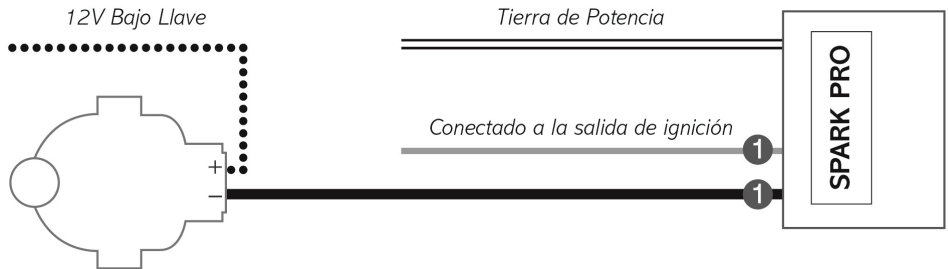 12V Bajo Llave
Tierra de Potencia
Conectado a la salida de ignición
1
+
−
1
SPARK PRO